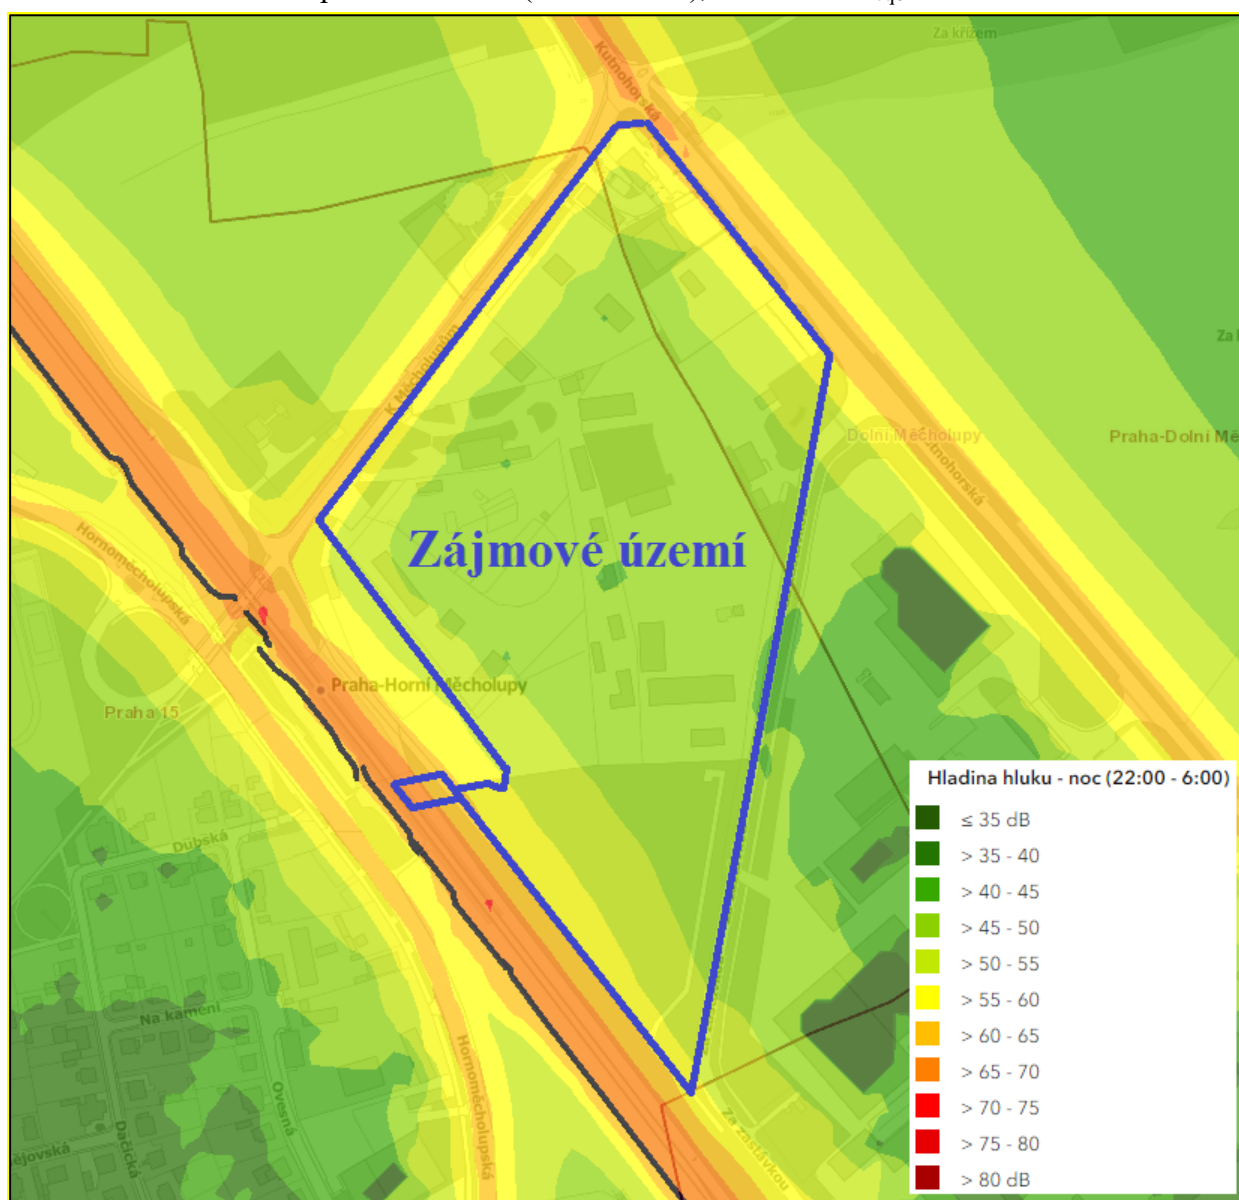 Za křížem
Kutnohorská
K Měcholupům
Za k
Dolní Měcholupy
Praha-Dolní Mě
Kutnohorská
Zájmové území
Hornoměcholupská
Praha-Horní Měcholupy
Praha 15
Dubská
Na kamení
Ovesná
Hornoměcholupská
Dačická
ějovská
Za Zastávkou
Hladina hluku - noc (22:00 - 6:00)
≤ 35 dB
> 35 - 40
> 40 - 45
> 45 - 50
> 50 - 55
> 55 - 60
> 60 - 65
> 65 - 70
> 70 - 75
> 75 - 80
> 80 dB